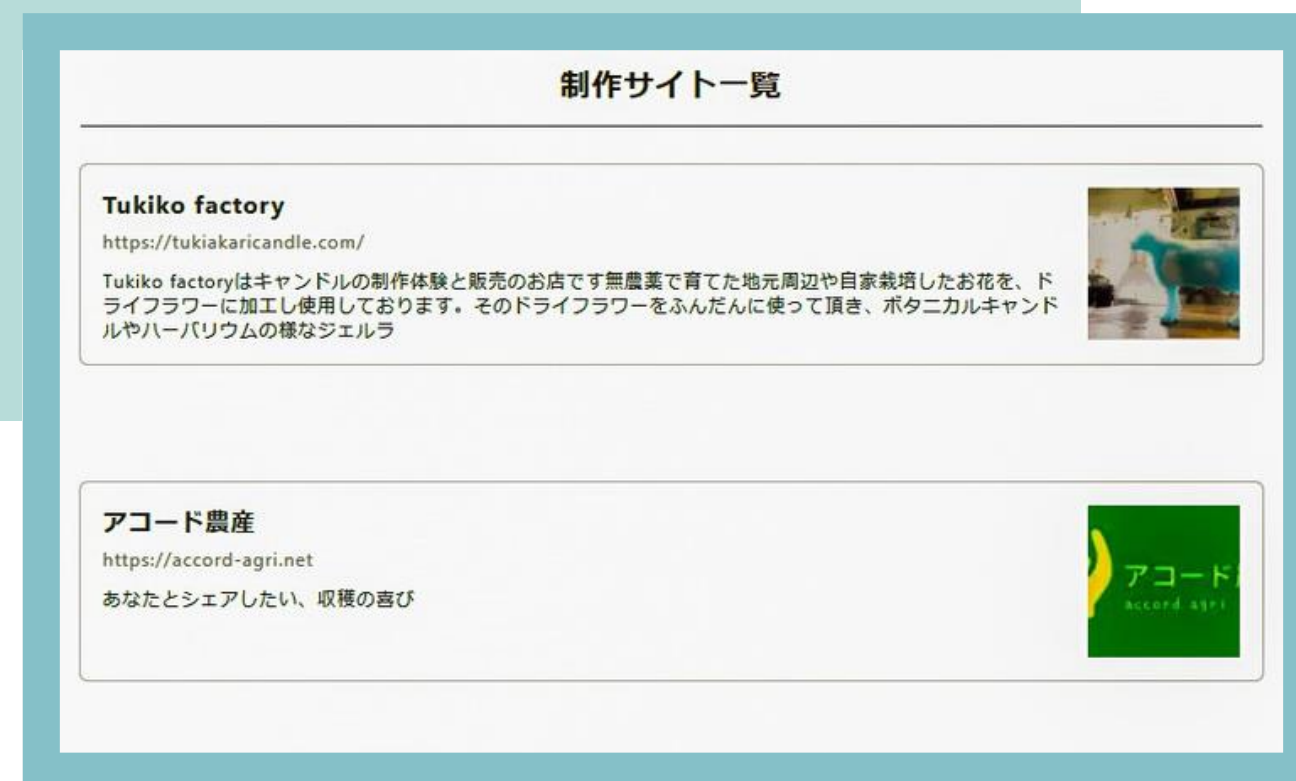 制作サイト一覧
Tukiko factory
https://tukiakaricandle.com/
Tukiko factoryはキャンドルの制作体験と販売のお店です無農薬で育てた地元周辺や自家栽培したお花を、ド
ライフラワーに加工し使用しております。そのドライフラワーをふんだんに使って頂き、ボタニカルキャンド
ルやハーバリウムの様なジェルラ
アコード農産
https://accord-agri.net
あなたとシェアしたい、収穫の喜び
アコード
accord agri